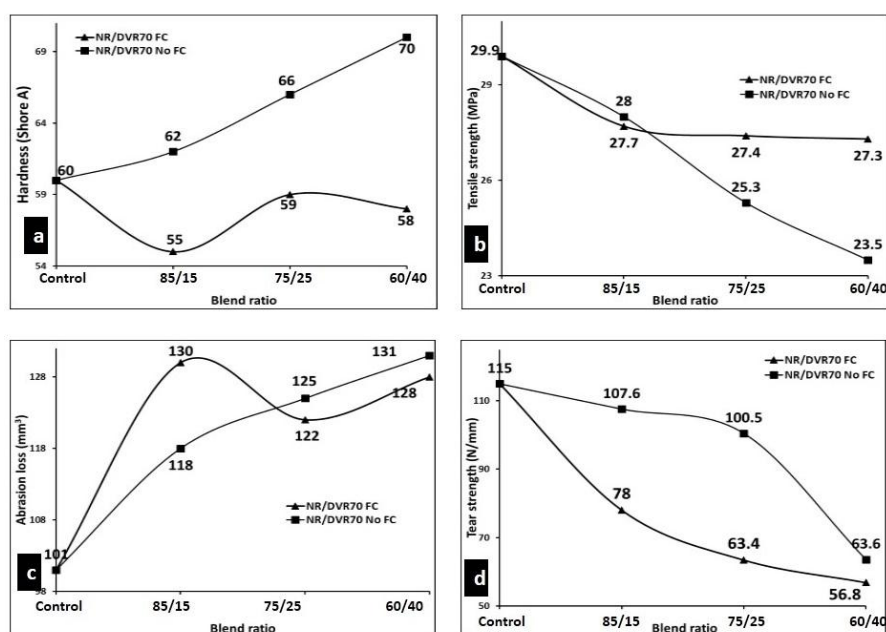 NR/DVR70 FC
NR/DVR70 No FC
Hardness (Shore A)
69
64
59
54
60
62
66
70
55
59
58
a
Control
85/15
75/25
60/40
Blend ratio
NR/DVR70 FC
NR/DVR70 No FC
Tensile strength (MPa)
29
26
23
29.9
28
27.7
27.4
27.3
25.3
23.5
b
Control
85/15
75/25
60/40
Blend ratio
NR/DVR70 FC
NR/DVR70 No FC
Abrasion loss (mm³)
128
118
108
98
101
130
118
125
122
131
128
c
Control
85/15
75/25
60/40
Blend ratio
NR/DVR70 FC
NR/DVR70 No FC
Tear strength (N/mm)
110
90
70
50
115
107.6
100.5
78
63.4
63.6
56.8
d
Control
85/15
75/25
60/40
Blend ratio